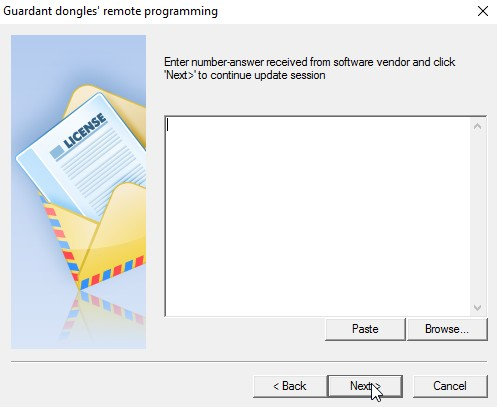 Guardant dongles' remote programming
Enter number-answer received from software vendor and click
'Next>' to continue update session
LICENSE
Paste
Browse...
< Back
Next >
Cancel